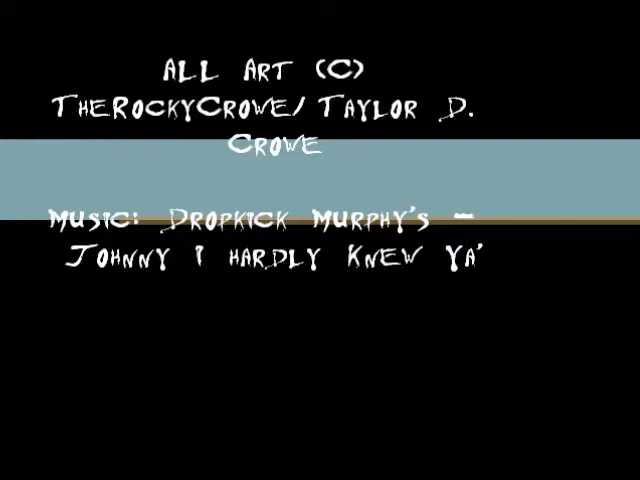 ALL ART (C)
THEROCKYCROWE/ TAYLOR D.
CROWE
MUSIC: DROPKICK MURPHY'S -
JOHNNY I HARDLY KNEW YA'